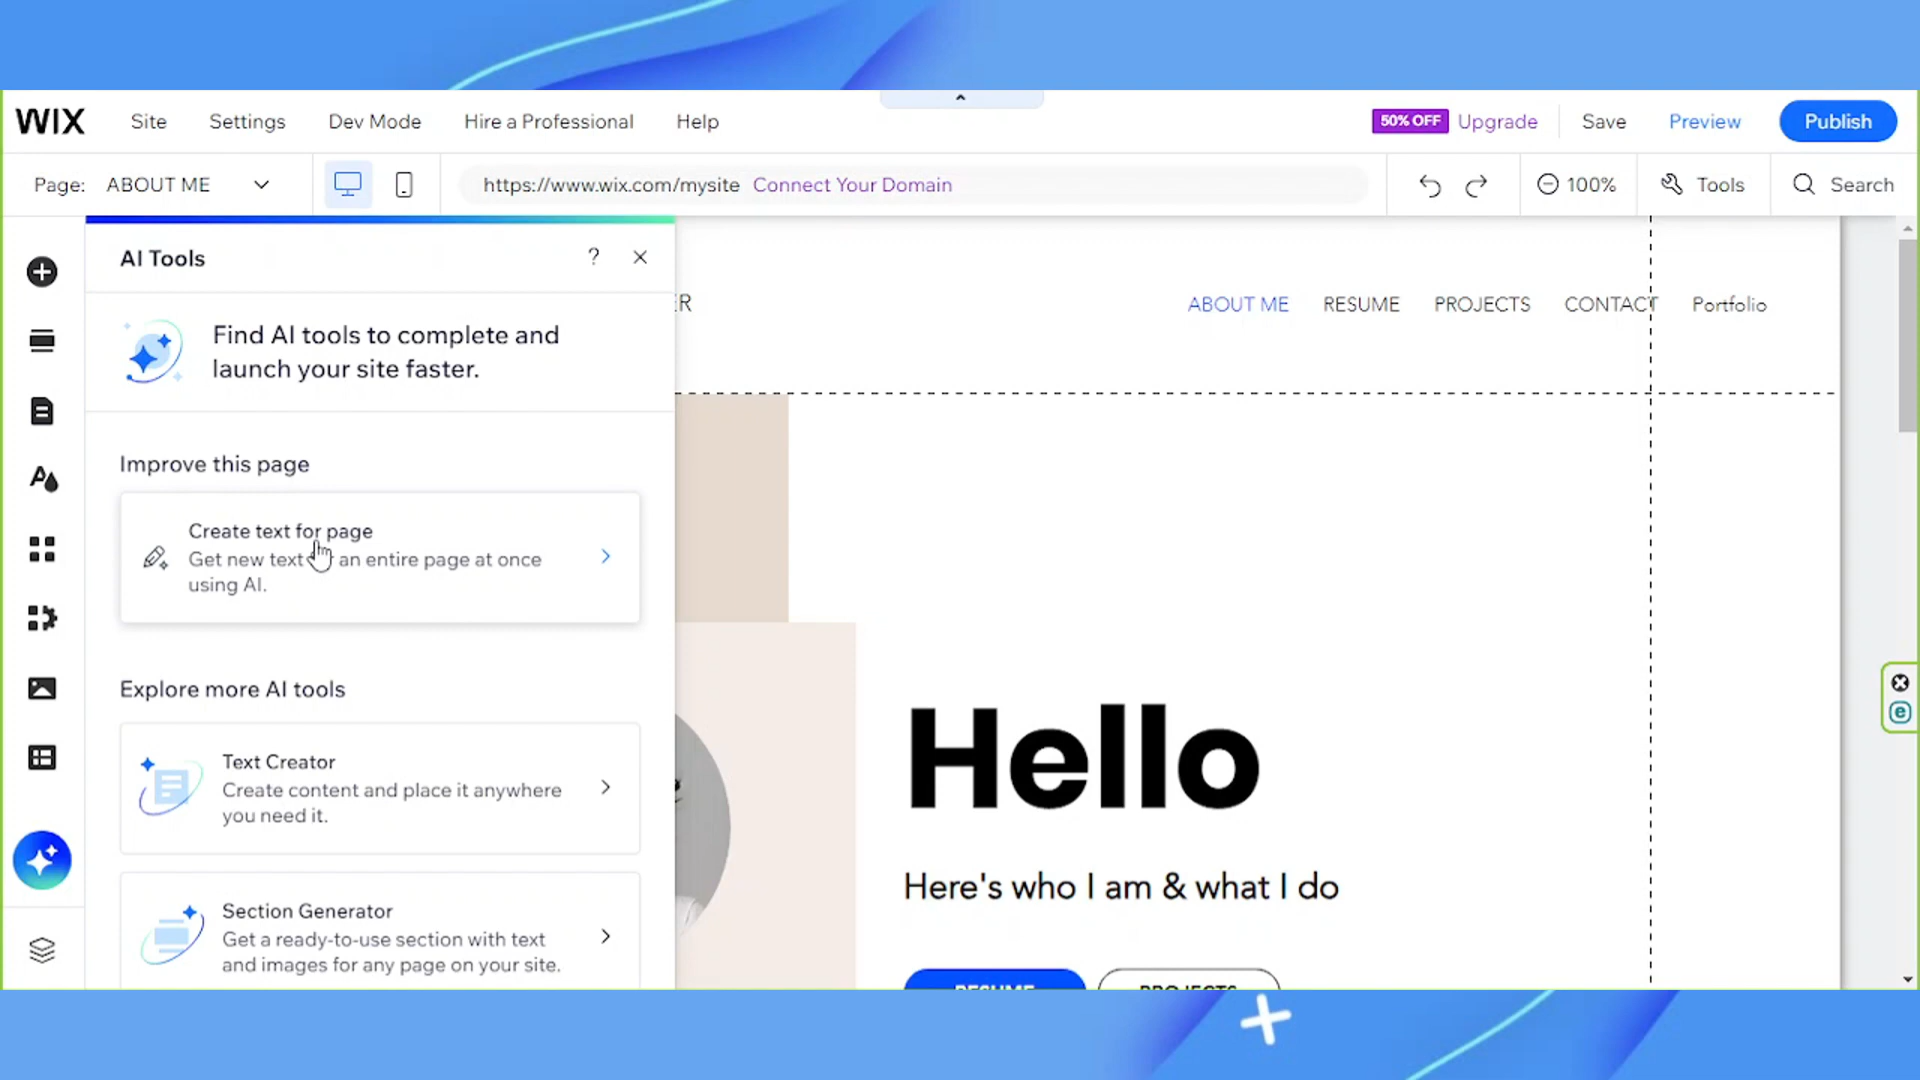 WIX Site Settings Dev Mode Hire a Professional Help 50% OFF Upgrade Save Preview Publish
Page: ABOUT ME https://www.wix.com/mysite Connect Your Domain 100% Tools Search
AI Tools ?
Find AI tools to complete and
launch your site faster.
ER ABOUT ME RESUME PROJECTS CONTACT Portfolio
Improve this page
Create text for page
Get new text an entire page at once
using AI.
Explore more AI tools
Text Creator
Create content and place it anywhere
you need it.
Section Generator
Get a ready-to-use section with text
and images for any page on your site.
Hello
Here's who I am & what I do
RESUME PROJECTS